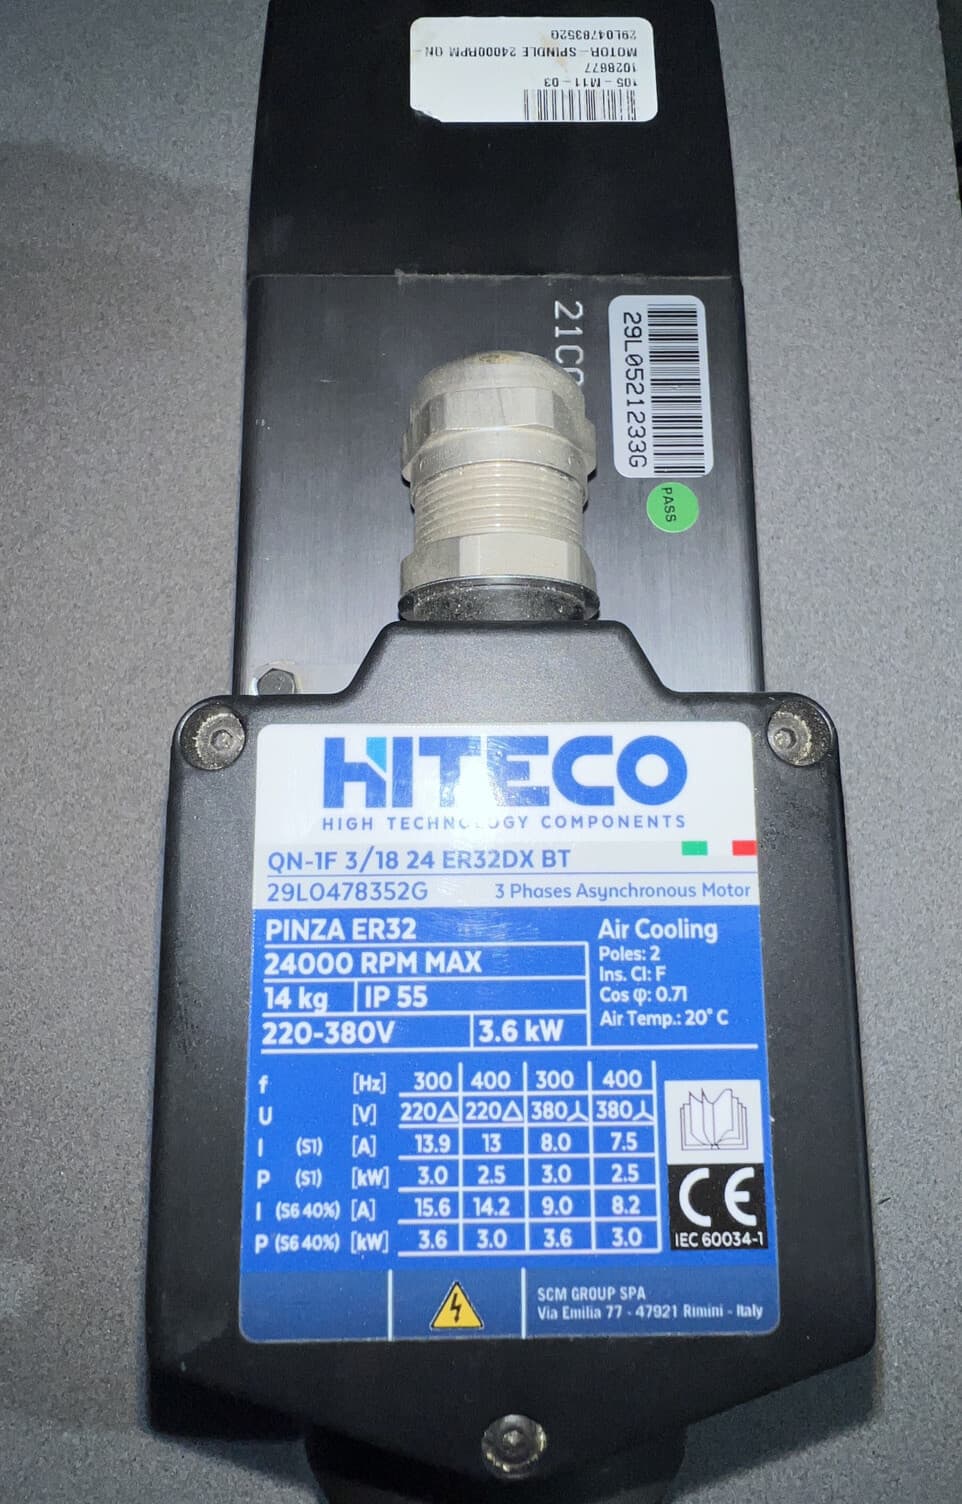 29L0478352G
MOTOR-SPINDLE 24000RPM QN-
1028677
105-M11-03
21C
29L0521233G
PASS
HITECO
HIGH TECHNOLOGY COMPONENTS
QN-1F 3/18 24 ER32DX BT
29L0478352G 3 Phases Asynchronous Motor
PINZA ER32
24000 RPM MAX
14 kg IP 55
220-380V 3.6 kW
Air Cooling
Poles: 2
Ins. Cl: F
Cos φ: 0.71
Air Temp.: 20° C
f [Hz] 300 400 300 400
U [V] 220△ 220△ 380⅄ 380⅄
I (S1) [A] 13.9 13 8.0 7.5
P (S1) [kW] 3.0 2.5 3.0 2.5
I (S6 40%) [A] 15.6 14.2 9.0 8.2
P (S6 40%) [kW] 3.6 3.0 3.6 3.0
CE
IEC 60034-1
SCM GROUP SPA
Via Emilia 77 - 47921 Rimini - Italy